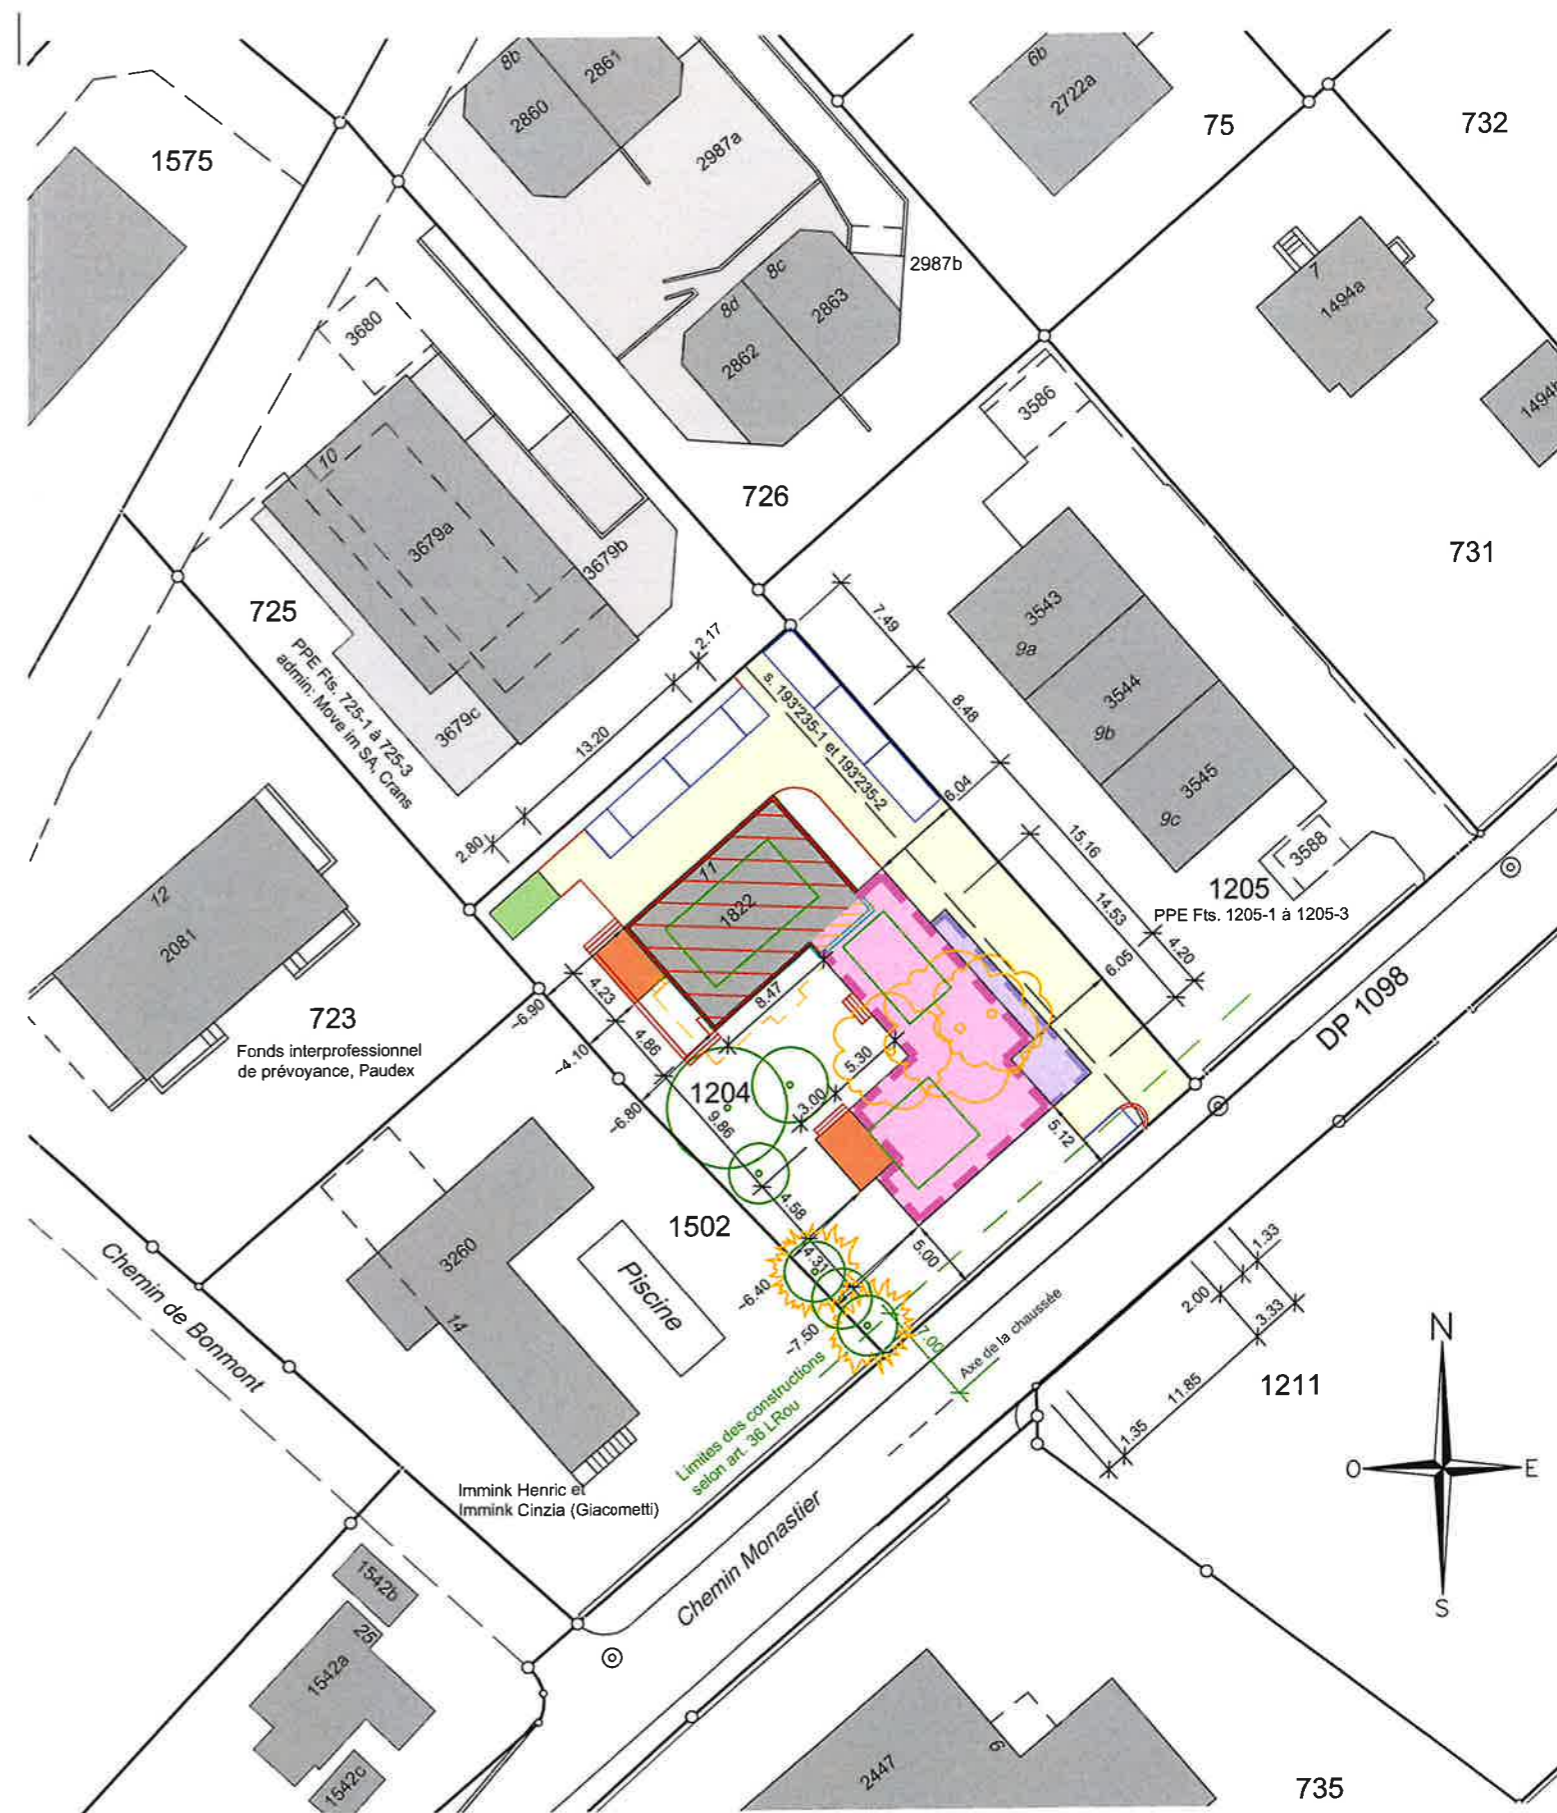 8b
2861
2860
2987a
6b
2722a
75
732
1575
2987b
8c
8d
2863
2862
7
1494a
3680
3586
10
3679a
3679b
726
731
725
PPE Fts. 725-1 à 725-3
admin: Move im SA, Crans
3679c
2.17
13.20
2.80
7.49
8.48
s. 193'235-1 et 193'235-2
6.04
15.16
14.53
4.20
6.05
3543
9a
3544
9b
3545
9c
3588
1205
PPE Fts. 1205-1 à 1205-3
DP 1098
12
2081
11
1822
723
Fonds interprofessionnel
de prévoyance, Paudex
~6.90
4.23
~4.10
4.86
8.47
~6.80
1204
9.86
3.00
5.30
5.12
4.58
5.00
4.31
~6.40
~7.50
7.00
1502
3260
14
Piscine
Chemin de Bonmont
Limites des constructions
selon art. 36 LRou
Axe de la chaussée
1.33
2.00
3.33
11.85
1.35
1211
N
O
E
S
Immink Henric et
Immink Cinzia (Giacometti)
Chemin Monastier
1542b
25
1542a
1542c
2447
9
735